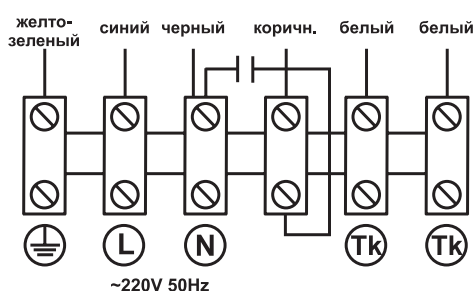 желто-
зеленый синий черный коричн. белый белый
L N Tk Tk
~220V 50Hz